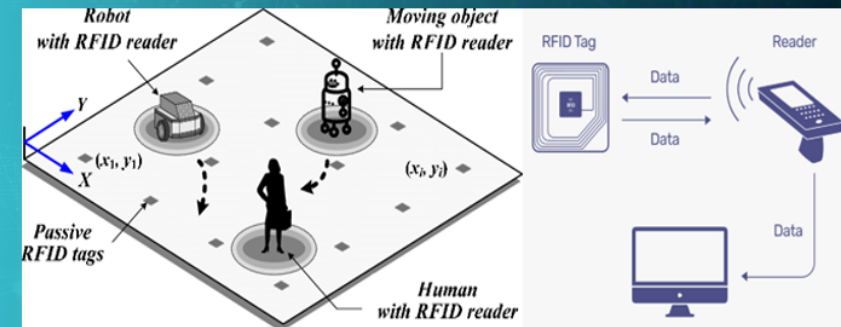 Robot
with RFID reader
Moving object
with RFID reader
Y
X
(x₁, y₁)
(xᵢ, yᵢ)
Passive
RFID tags
Human
with RFID reader
RFID Tag
Reader
Data
Data
Data